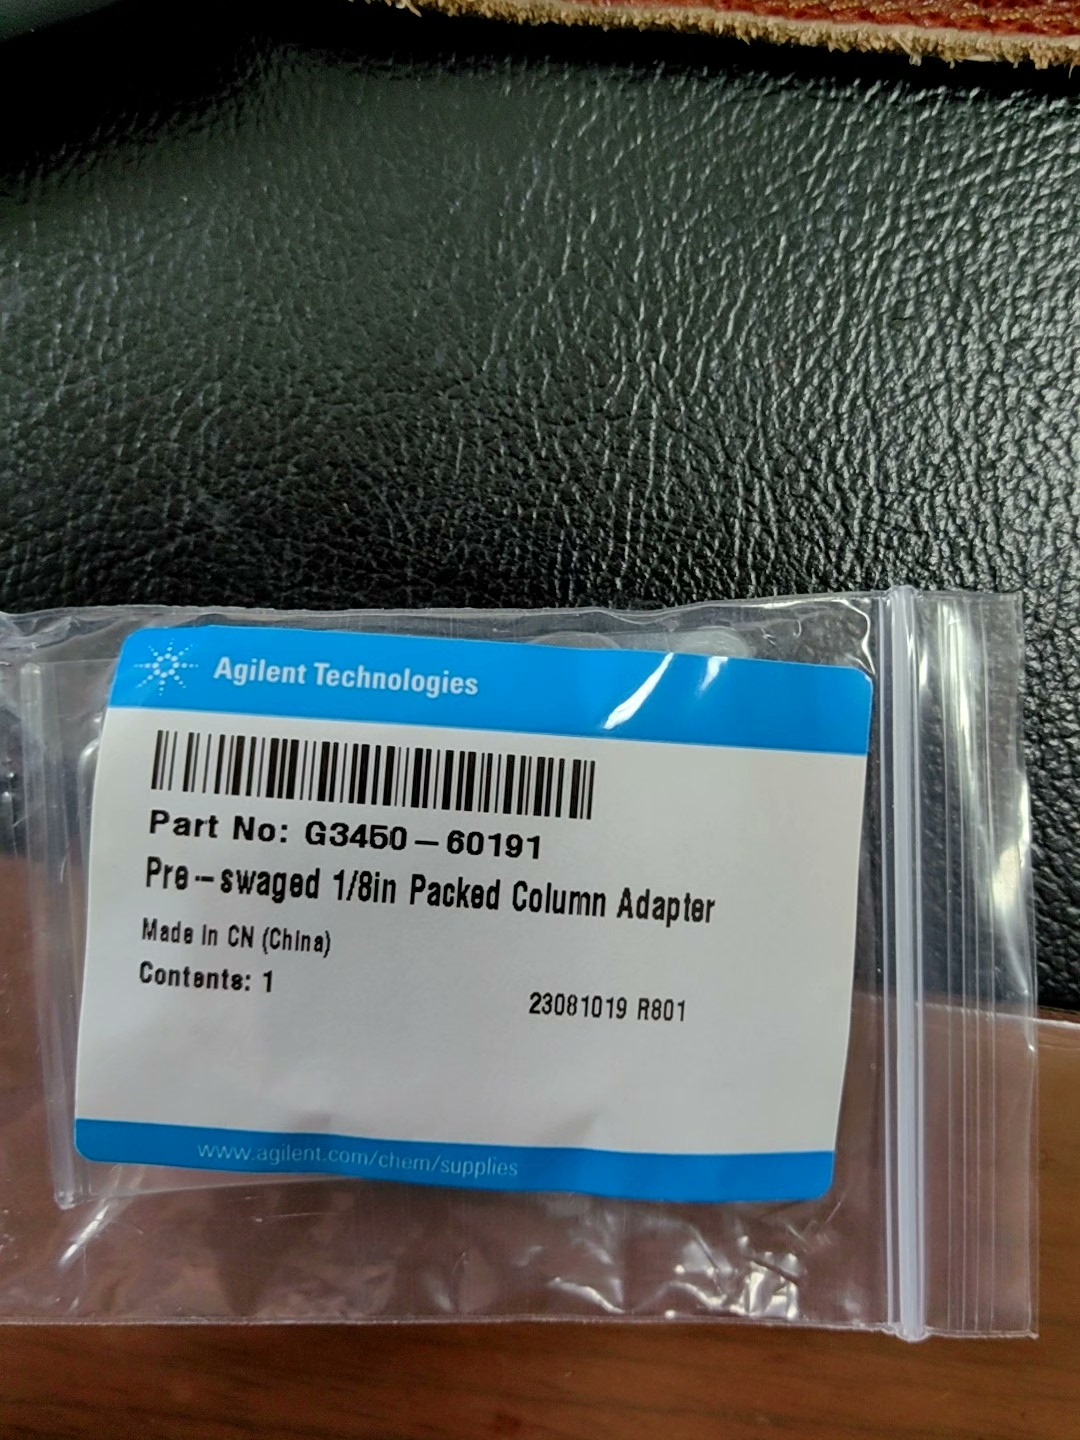 Agilent Technologies
Part No: G3450-60191
Pre-swaged 1/8in Packed Column Adapter
Made in CN (China)
Contents: 1
23081019 R801
www.agilent.com/chem/supplies